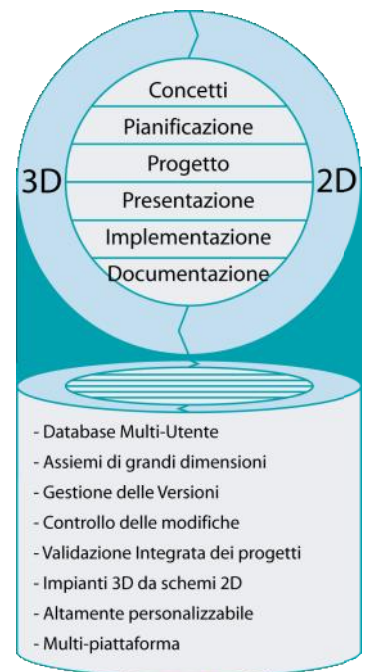 Concetti
Pianificazione
Progetto
3D
2D
Presentazione
Implementazione
Documentazione
- Database Multi-Utente
- Assiemi di grandi dimensioni
- Gestione delle Versioni
- Controllo delle modifiche
- Validazione Integrata dei progetti
- Impianti 3D da schemi 2D
- Altamente personalizzabile
- Multi-piattaforma